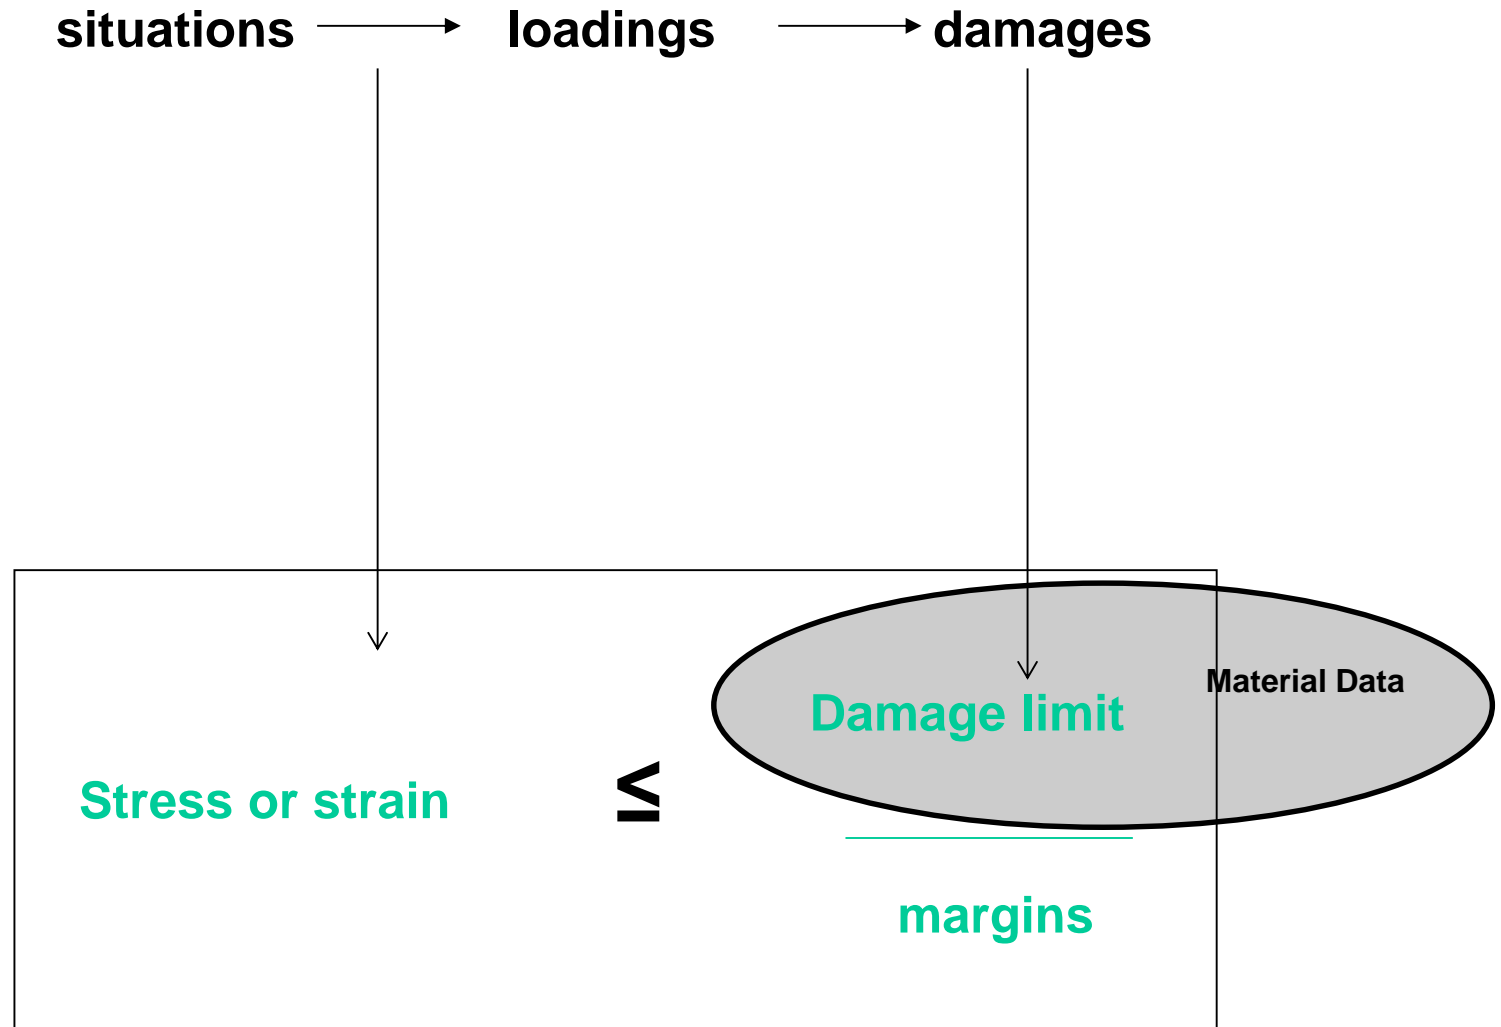 situations loadings damages
Material Data
Damage limit
Stress or strain ≤
margins